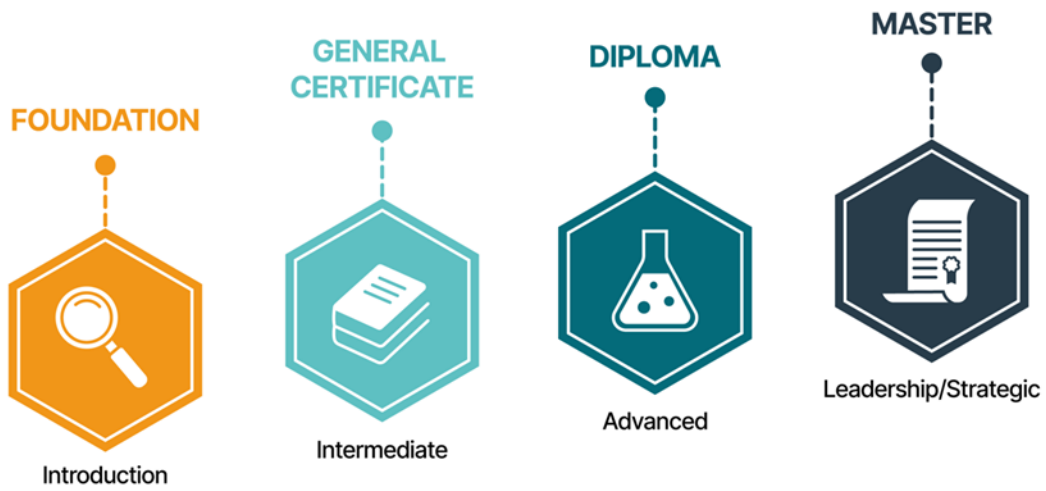 FOUNDATION
Introduction
GENERAL
CERTIFICATE
Intermediate
DIPLOMA
Advanced
MASTER
Leadership/Strategic